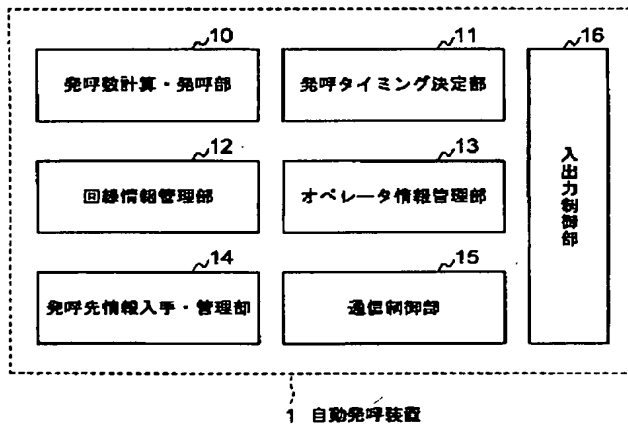 10
発呼数計算・発呼部
11
発呼タイミング決定部
16
入出力制御部
12
回線情報管理部
13
オペレータ情報管理部
14
発呼先情報入手・管理部
15
通信制御部
1 自動発呼装置